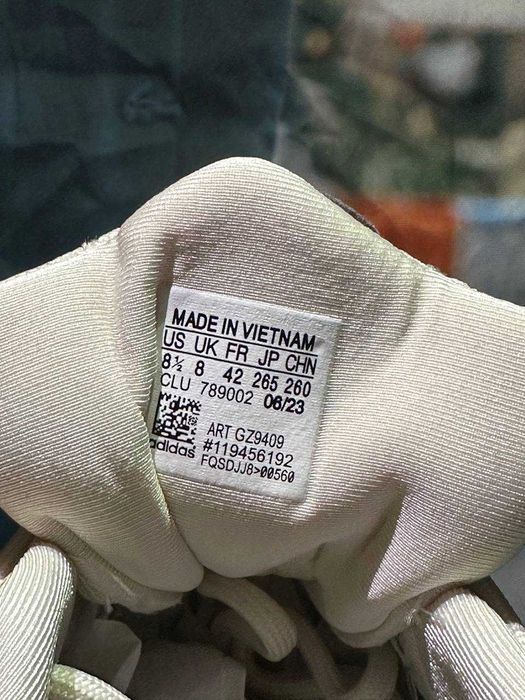 MADE IN VIETNAM
US UK FR JP CHN
8½ 8 42 265 260
CLU 789002 06/23
ART GZ9409
#119456192
adidas FQSDJJ8>00560